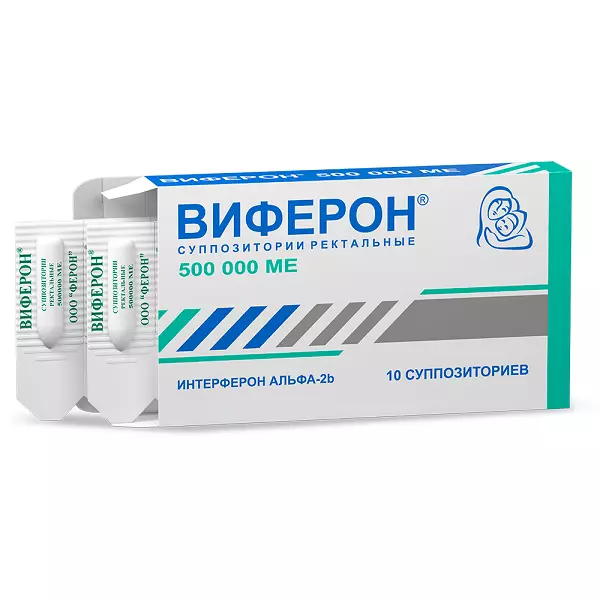 ВИФЕРОН® 500 000 МЕ
ВИФЕРОН®
СУППОЗИТОРИИ РЕКТАЛЬНЫЕ
500 000 МЕ
ИНТЕРФЕРОН АЛЬФА-2b
10 СУППОЗИТОРИЕВ
ВИФЕРОН®
СУППОЗИТОРИИ
РЕКТАЛЬНЫЕ
500000 МЕ
ООО "ФЕРОН"
ВИФЕРОН®
СУППОЗИТОРИИ
РЕКТАЛЬНЫЕ
500000 МЕ
ООО "ФЕРОН"